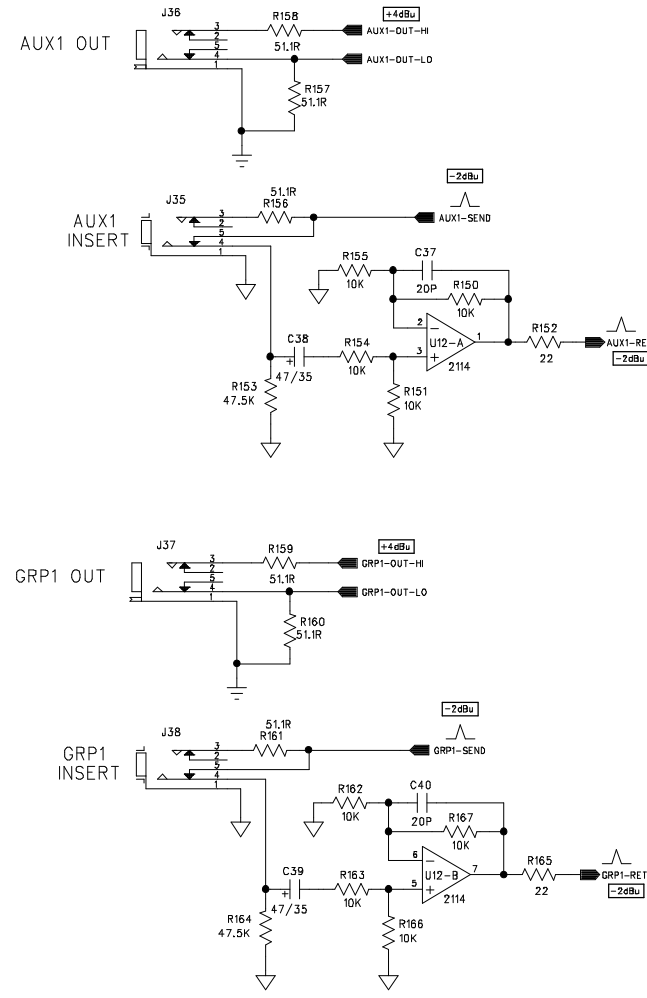 J36
+4dBu
R158
AUX1 OUT
3
2
5
4
1
51.1R
AUX1-OUT-HI
AUX1-OUT-LO
R157
51.1R
-2dBu
J35
51.1R
R156
AUX1
INSERT
3
2
5
4
1
AUX1-SEND
R155
10K
C37
20P
R150
10K
2
3
1
U12-A
2114
R152
22
AUX1-RE
-2dBu
C38
47/35
R154
10K
R153
47.5K
R151
10K
J37
+4dBu
R159
GRP1 OUT
3
2
5
4
1
51.1R
GRP1-OUT-HI
GRP1-OUT-LO
R160
51.1R
-2dBu
J38
51.1R
R161
GRP1
INSERT
3
2
5
4
1
GRP1-SEND
R162
10K
C40
20P
R167
10K
6
5
7
U12-B
2114
R165
22
GRP1-RET
-2dBu
C39
47/35
R163
10K
R164
47.5K
R166
10K